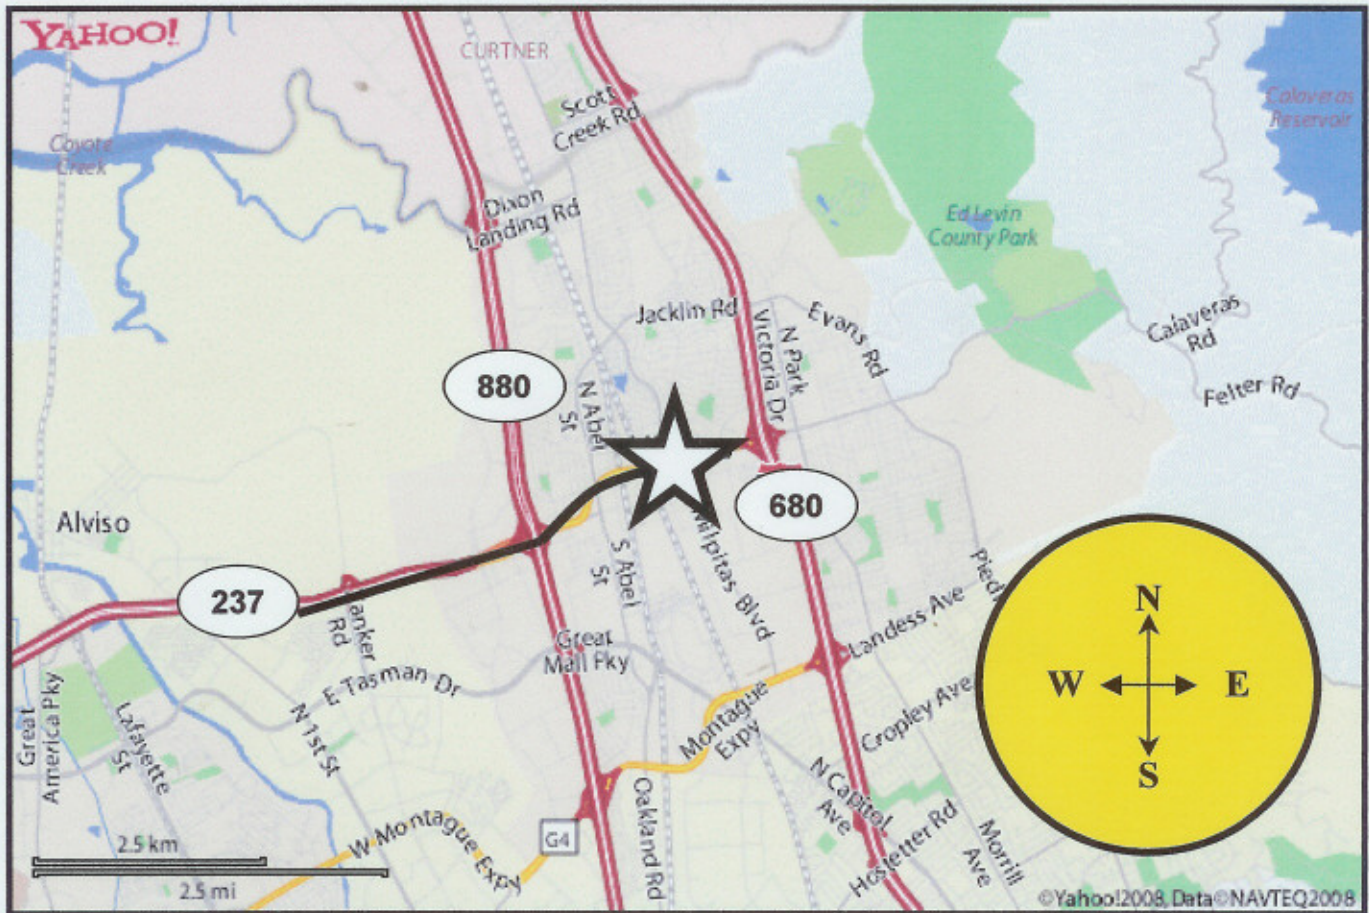 YAHOO!
CURTNER
Scott
Creek Rd
Calaveras
Reservoir
Coyote
Creek
Dixon
Landing Rd
Ed Levin
County Park
Jacklin Rd
Evans Rd
Victoria Dr
N Park
Calaveras
Rd
Felter Rd
880
N Abel
St
680
Alviso
237
S Abel
St
Milpitas Blvd
Pied
anker
Rd
Great
Mall Pky
Landess Ave
E Tasman Dr
N
W E
S
Great
America Pky
Lafayette
St
N 1st St
Montague
Expy
Cropley Ave
N Capitol
Ave
Oakland Rd
Hostetter Rd
Morrill
Ave
W Montague Expy
G4
2.5 km
2.5 mi
©Yahoo!2008, Data©NAVTEQ2008